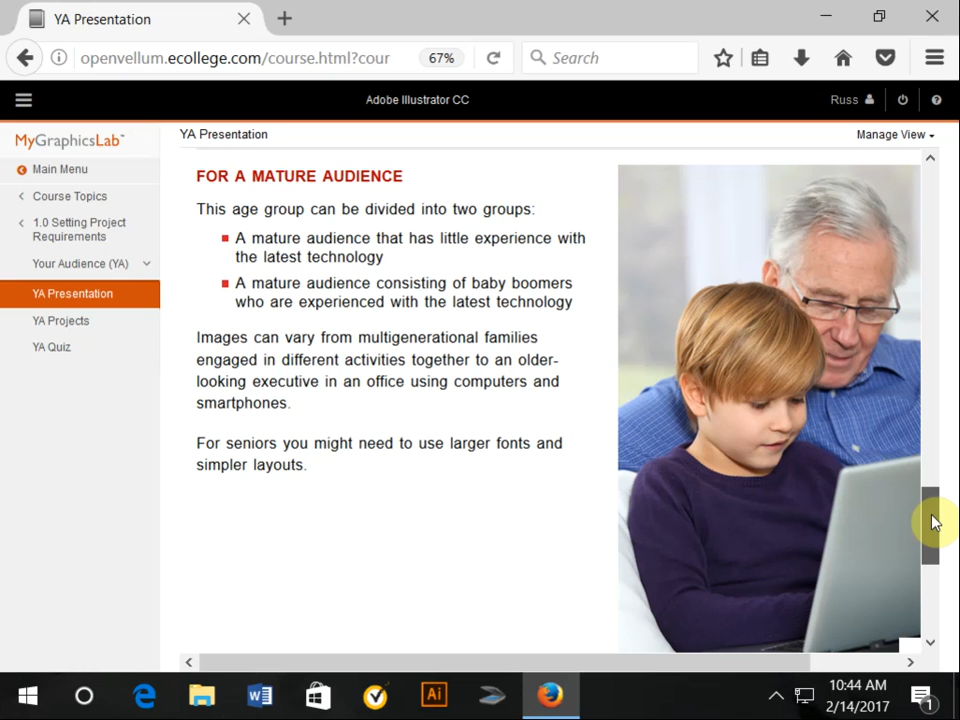 YA Presentation
openvellum.ecollege.com/course.html?cour
67%
Search
Adobe Illustrator CC
Russ
MyGraphicsLab™
YA Presentation
Manage View
Main Menu
Course Topics
1.0 Setting Project
Requirements
Your Audience (YA)
YA Presentation
YA Projects
YA Quiz
FOR A MATURE AUDIENCE
This age group can be divided into two groups:
A mature audience that has little experience with
the latest technology
A mature audience consisting of baby boomers
who are experienced with the latest technology
Images can vary from multigenerational families
engaged in different activities together to an older-
looking executive in an office using computers and
smartphones.
For seniors you might need to use larger fonts and
simpler layouts.
Ai
10:44 AM
2/14/2017
1